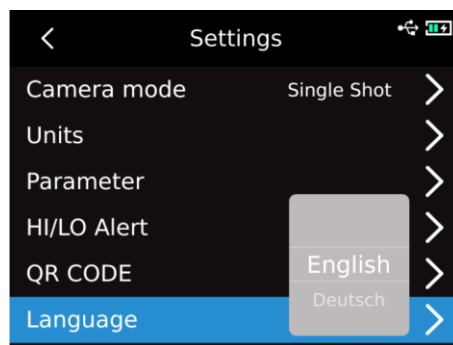 Settings
Camera mode Single Shot
Units
Parameter
HI/LO Alert
QR CODE English
Deutsch
Language